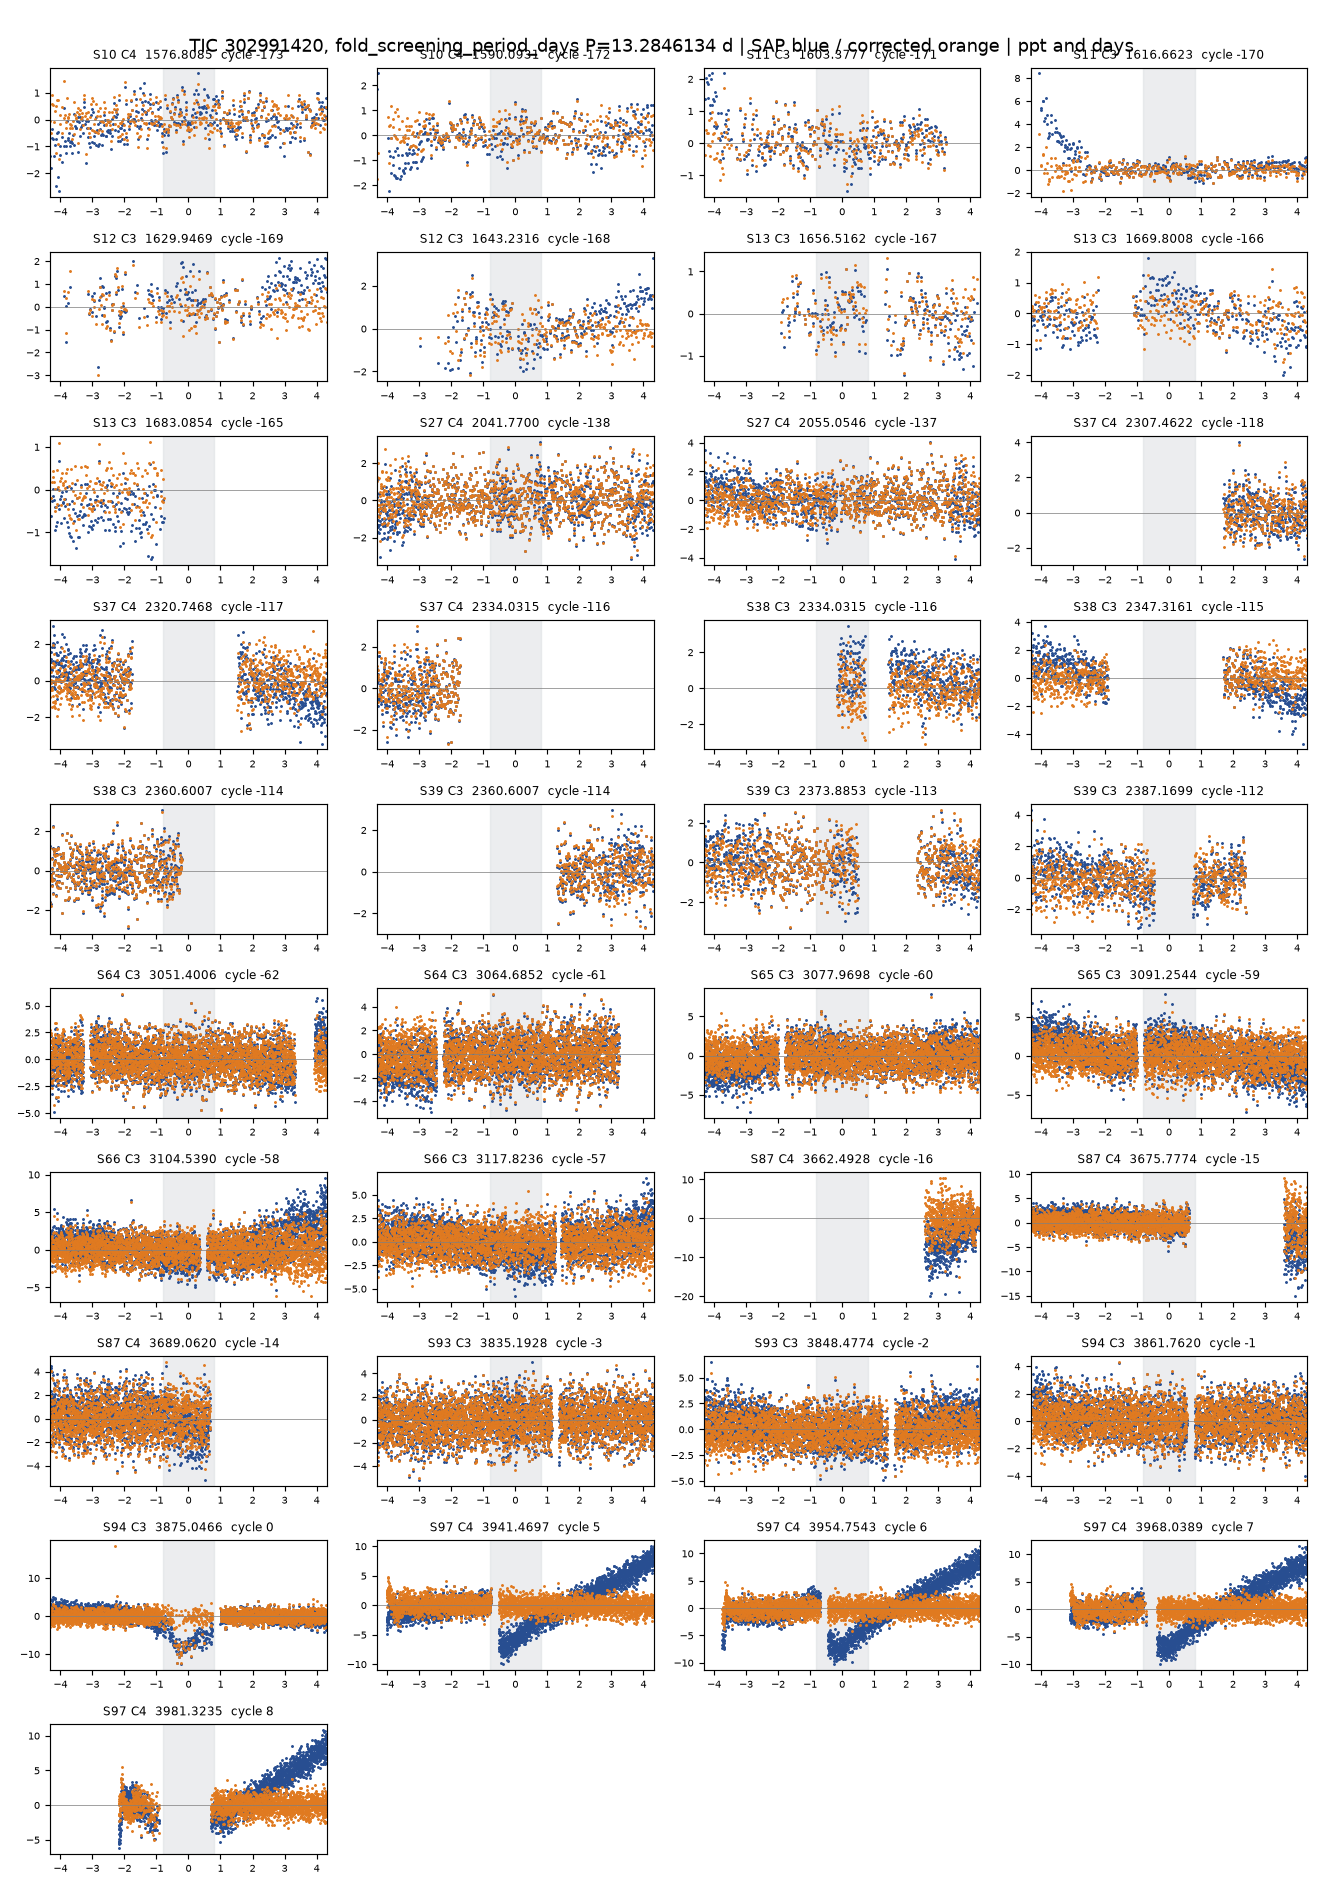 TIC 302991420, fold_screening_period_days P=13.2846134 d | SAP blue / corrected orange | ppt and days
S10 C4 1576.8085 cycle -173
S10 C4 1590.0931 cycle -172
S11 C3 1603.3777 cycle -171
S11 C3 1616.6623 cycle -170
S12 C3 1629.9469 cycle -169
S12 C3 1643.2316 cycle -168
S13 C3 1656.5162 cycle -167
S13 C3 1669.8008 cycle -166
S13 C3 1683.0854 cycle -165
S27 C4 2041.7700 cycle -138
S27 C4 2055.0546 cycle -137
S37 C4 2307.4622 cycle -118
S37 C4 2320.7468 cycle -117
S37 C4 2334.0315 cycle -116
S38 C3 2334.0315 cycle -116
S38 C3 2347.3161 cycle -115
S38 C3 2360.6007 cycle -114
S39 C3 2360.6007 cycle -114
S39 C3 2373.8853 cycle -113
S39 C3 2387.1699 cycle -112
S64 C3 3051.4006 cycle -62
S64 C3 3064.6852 cycle -61
S65 C3 3077.9698 cycle -60
S65 C3 3091.2544 cycle -59
S66 C3 3104.5390 cycle -58
S66 C3 3117.8236 cycle -57
S87 C4 3662.4928 cycle -16
S87 C4 3675.7774 cycle -15
S87 C4 3689.0620 cycle -14
S93 C3 3835.1928 cycle -3
S93 C3 3848.4774 cycle -2
S94 C3 3861.7620 cycle -1
S94 C3 3875.0466 cycle 0
S97 C4 3941.4697 cycle 5
S97 C4 3954.7543 cycle 6
S97 C4 3968.0389 cycle 7
S97 C4 3981.3235 cycle 8